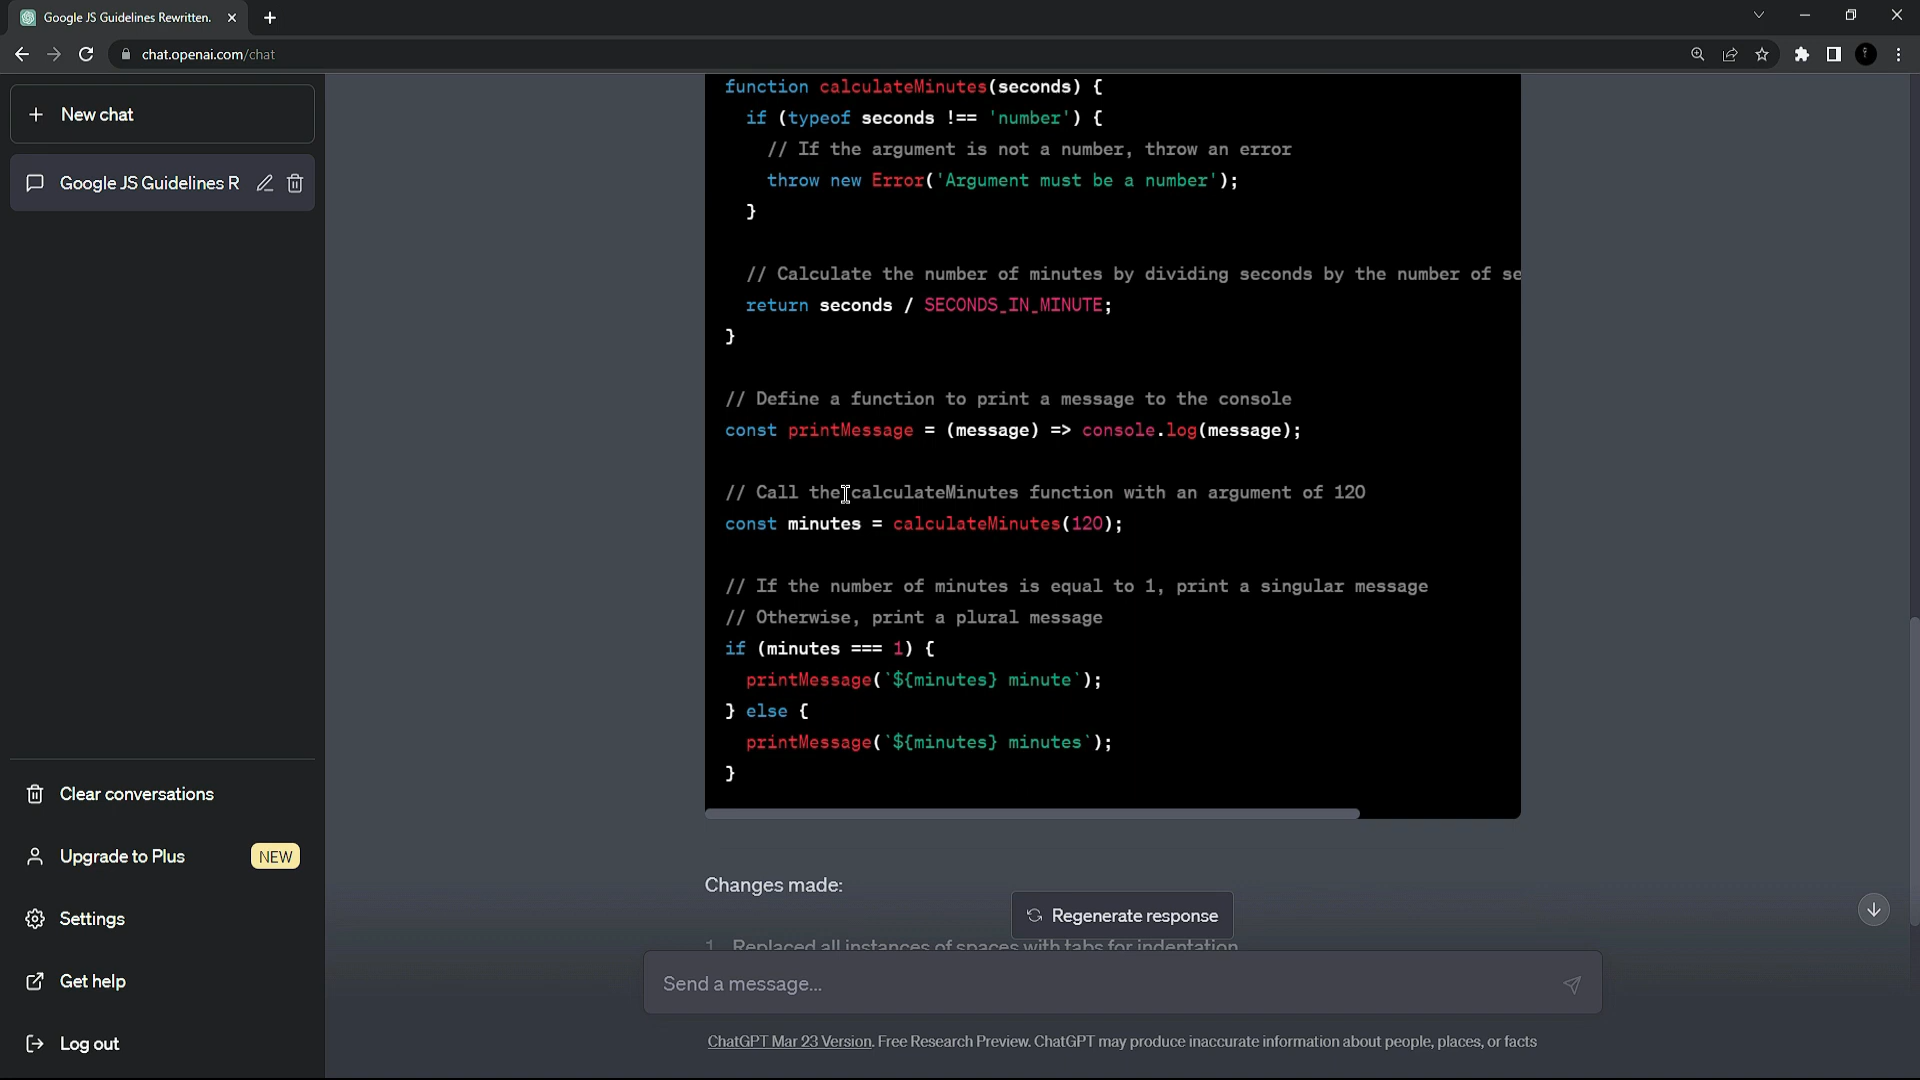 Google JS Guidelines Rewritten.
chat.openai.com/chat
New chat
Google JS Guidelines R
function calculateMinutes(seconds) {
if (typeof seconds !== 'number') {
// If the argument is not a number, throw an error
throw new Error('Argument must be a number');
}
// Calculate the number of minutes by dividing seconds by the number of se
return seconds / SECONDS_IN_MINUTE;
}
// Define a function to print a message to the console
const printMessage = (message) => console.log(message);
// Call the calculateMinutes function with an argument of 120
const minutes = calculateMinutes(120);
// If the number of minutes is equal to 1, print a singular message
// Otherwise, print a plural message
if (minutes === 1) {
printMessage(`${minutes} minute`);
} else {
printMessage(`${minutes} minutes`);
}
Changes made:
Regenerate response
1. Replaced all instances of spaces with tabs for indentation
Send a message...
ChatGPT Mar 23 Version. Free Research Preview. ChatGPT may produce inaccurate information about people, places, or facts
Clear conversations
Upgrade to Plus NEW
Settings
Get help
Log out